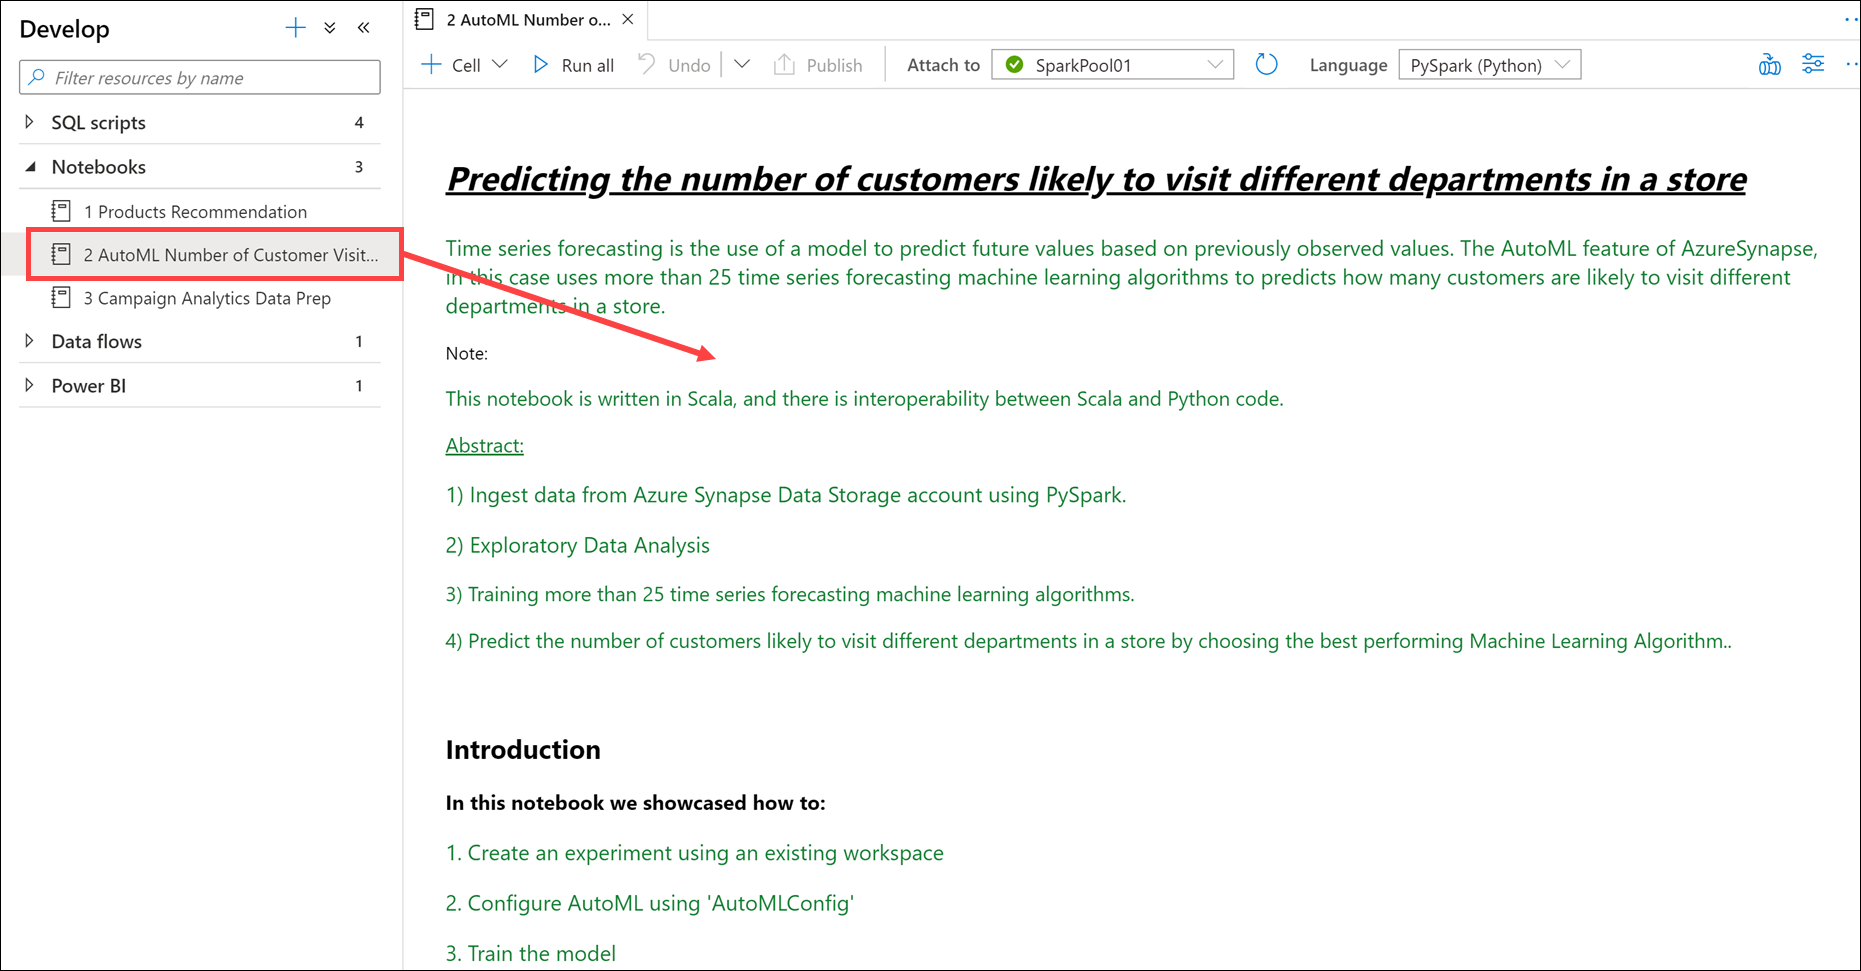 Develop
Filter resources by name
SQL scripts 4
Notebooks 3
1 Products Recommendation
2 AutoML Number of Customer Visit...
3 Campaign Analytics Data Prep
Data flows 1
Power BI 1
2 AutoML Number o...
Cell Run all Undo Publish Attach to SparkPool01 Language PySpark (Python)
Predicting the number of customers likely to visit different departments in a store
Time series forecasting is the use of a model to predict future values based on previously observed values. The AutoML feature of AzureSynapse,
in this case uses more than 25 time series forecasting machine learning algorithms to predicts how many customers are likely to visit different
departments in a store.
Note:
This notebook is written in Scala, and there is interoperability between Scala and Python code.
Abstract:
1) Ingest data from Azure Synapse Data Storage account using PySpark.
2) Exploratory Data Analysis
3) Training more than 25 time series forecasting machine learning algorithms.
4) Predict the number of customers likely to visit different departments in a store by choosing the best performing Machine Learning Algorithm..
Introduction
In this notebook we showcased how to:
1. Create an experiment using an existing workspace
2. Configure AutoML using 'AutoMLConfig'
3. Train the model